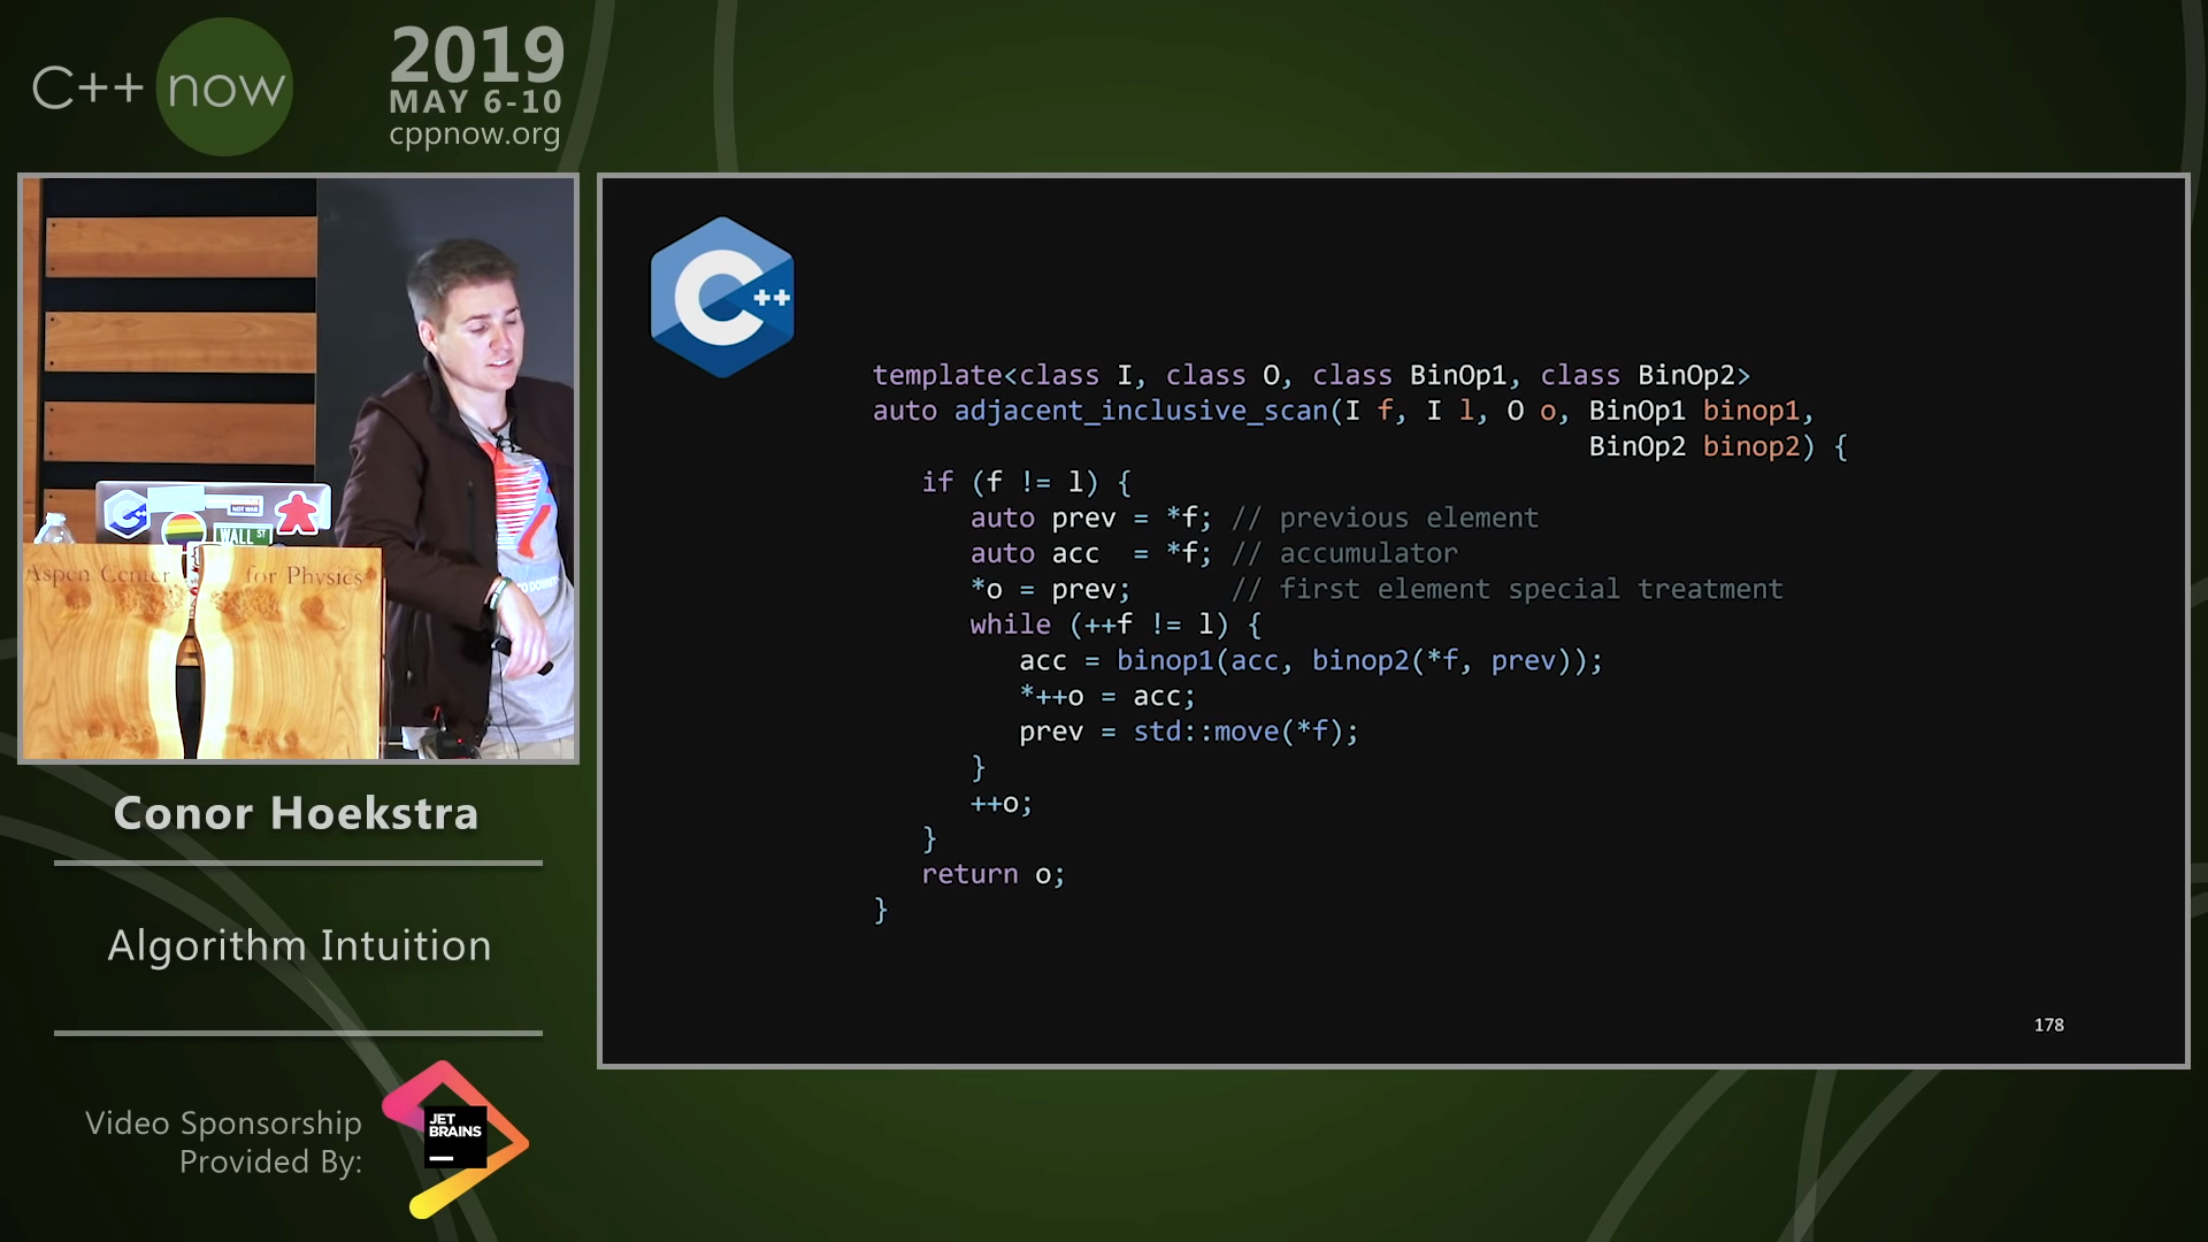 C++ now
2019
MAY 6-10
cppnow.org
C++
WALL ST
Aspen Center for Physics
Conor Hoekstra
Algorithm Intuition
Video Sponsorship
Provided By:
JET
BRAINS
C++
template<class I, class O, class BinOp1, class BinOp2>
auto adjacent_inclusive_scan(I f, I l, O o, BinOp1 binop1,
                             BinOp2 binop2) {
   if (f != l) {
      auto prev = *f; // previous element
      auto acc  = *f; // accumulator
      *o = prev;      // first element special treatment
      while (++f != l) {
         acc = binop1(acc, binop2(*f, prev));
         *++o = acc;
         prev = std::move(*f);
      }
      ++o;
   }
   return o;
}
178